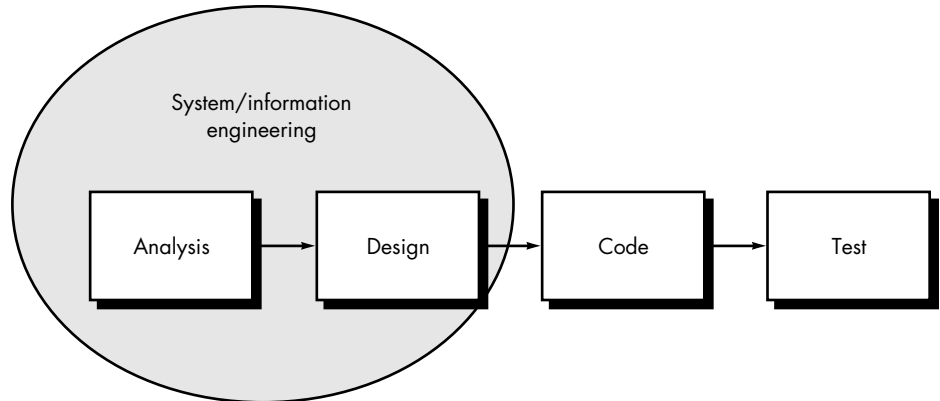 System/information
engineering
Analysis
Design
Code
Test